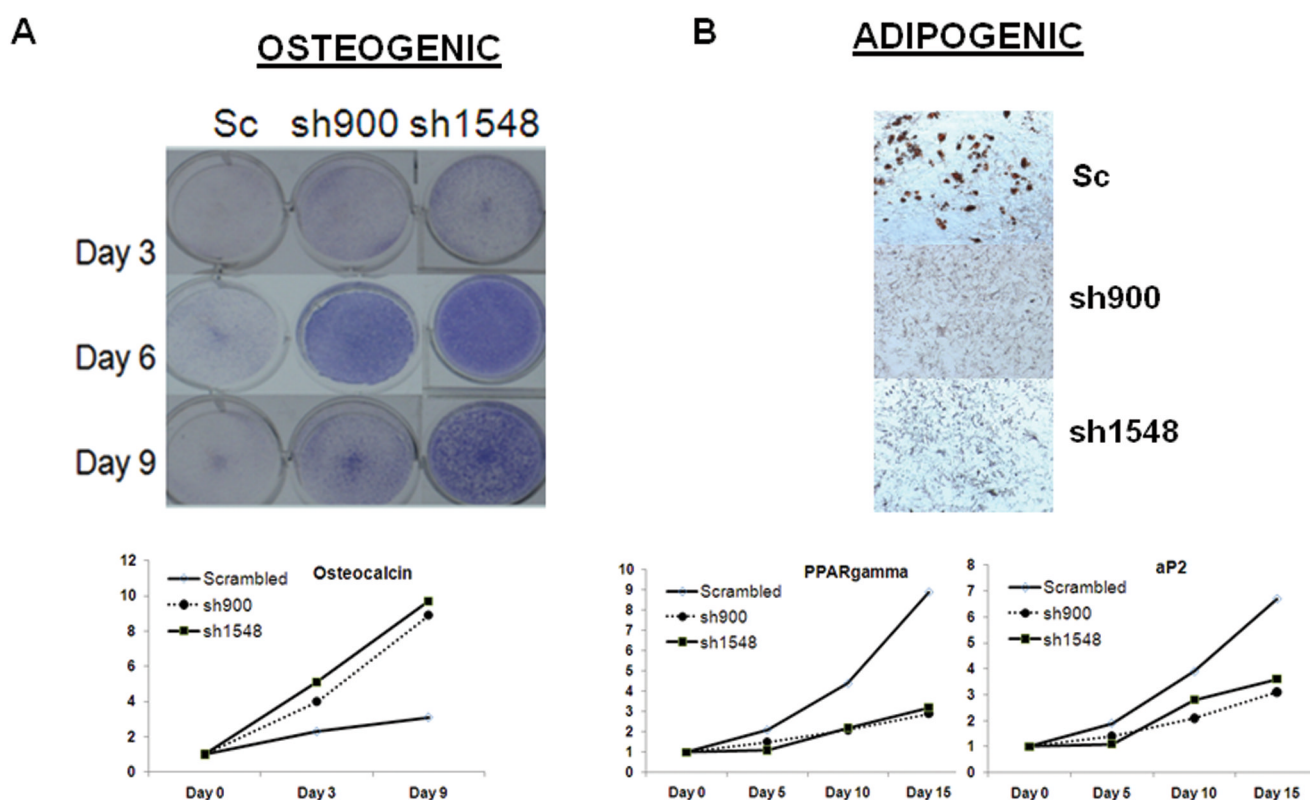 A
OSTEOGENIC
Sc sh900 sh1548
Day 3
Day 6
Day 9
12
10
8
6
4
2
0
Scrambled
sh900
sh1548
Osteocalcin
Day 0 Day 3 Day 9
B
ADIPOGENIC
Sc
sh900
sh1548
10
9
8
7
6
5
4
3
2
1
0
Scrambled
sh900
sh1548
PPARgamma
Day 0 Day 5 Day 10 Day 15
8
7
6
5
4
3
2
1
0
Scrambled
sh900
sh1548
aP2
Day 0 Day 5 Day 10 Day 15